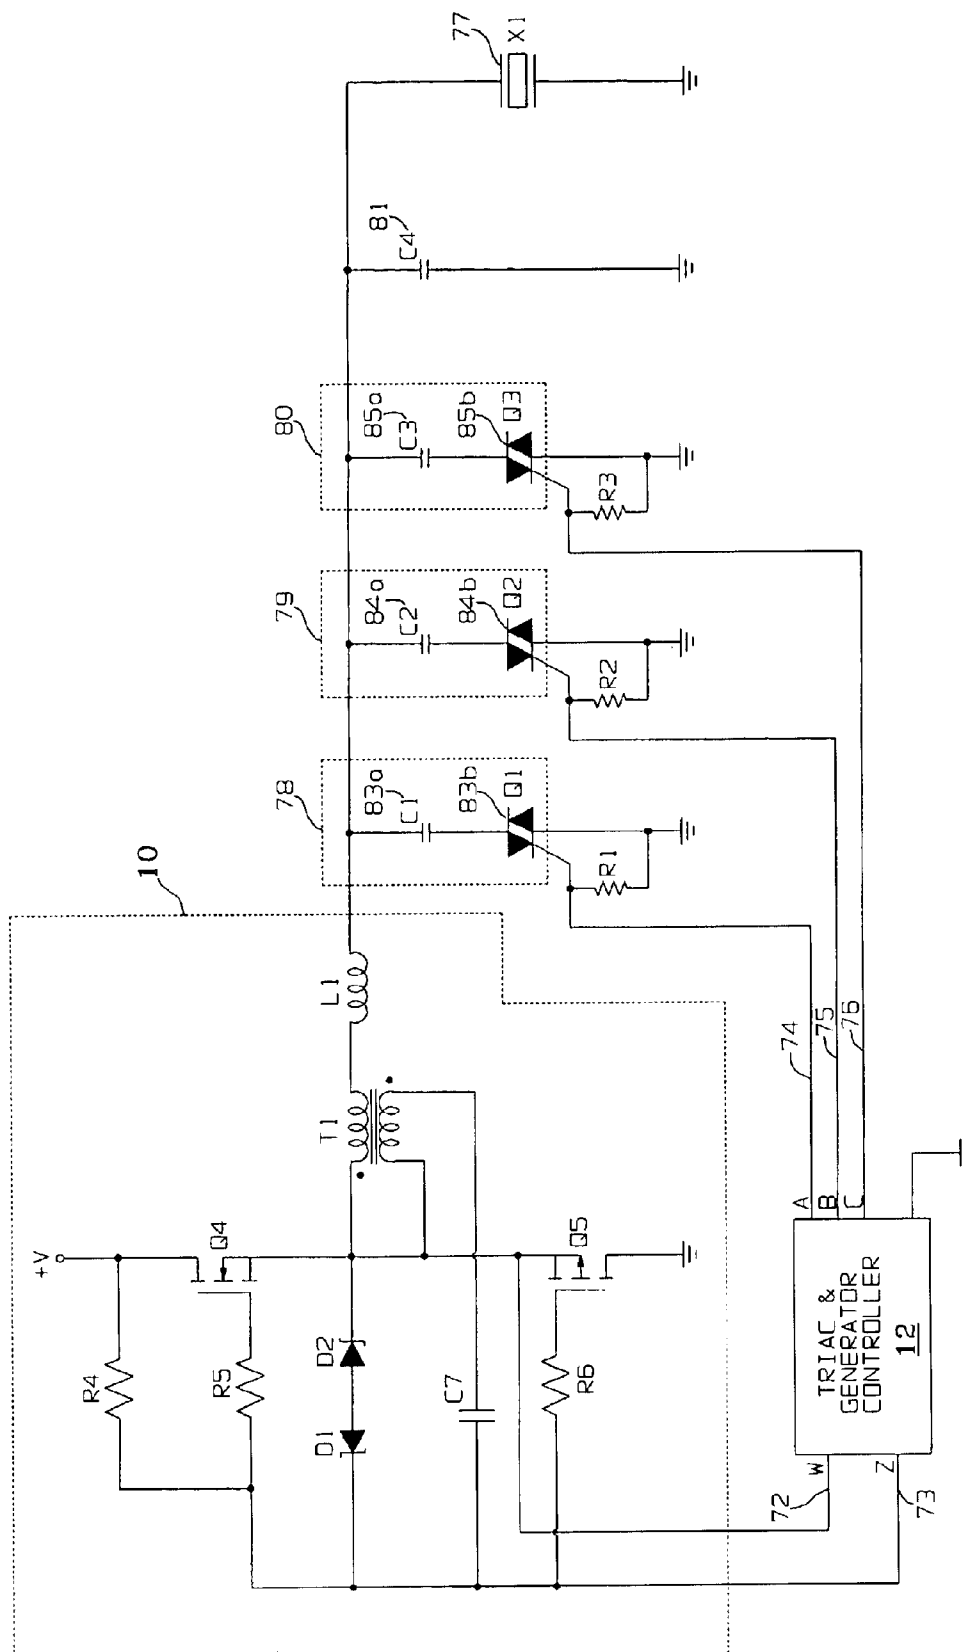 +V
R4
Q4
R5
D1
D2
C7
R6
Q5
T1
L1
10
78
83a
C1
83b
Q1
R1
79
84a
C2
84b
Q2
R2
80
85a
C3
85b
Q3
R3
81
C4
77
X1
74
75
76
A
B
C
TRIAC &
GENERATOR
CONTROLLER
12
W
Z
72
73